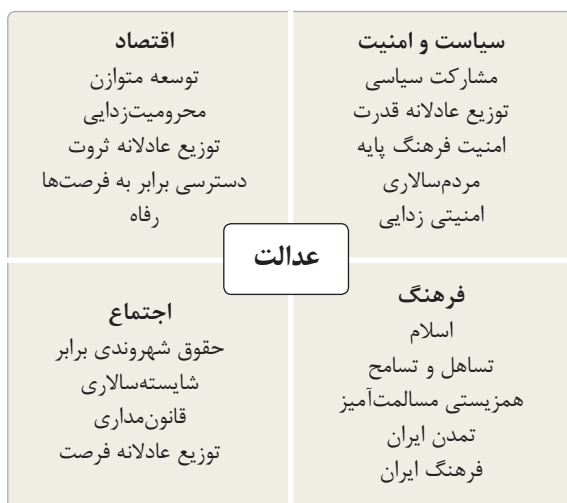 سیاست و امنیت
مشارکت سیاسی
توزیع عادلانه قدرت
امنیت فرهنگ پایه
مردم‌سالاری
امنیتی زدایی
اقتصاد
توسعه متوازن
محرومیت‌زدایی
توزیع عادلانه ثروت
دسترسی برابر به فرصت‌ها
رفاه
عدالت
فرهنگ
اسلام
تساهل و تسامح
همزیستی مسالمت‌آمیز
تمدن ایران
فرهنگ ایران
اجتماع
حقوق شهروندی برابر
شایسته‌سالاری
قانون‌مداری
توزیع عادلانه فرصت